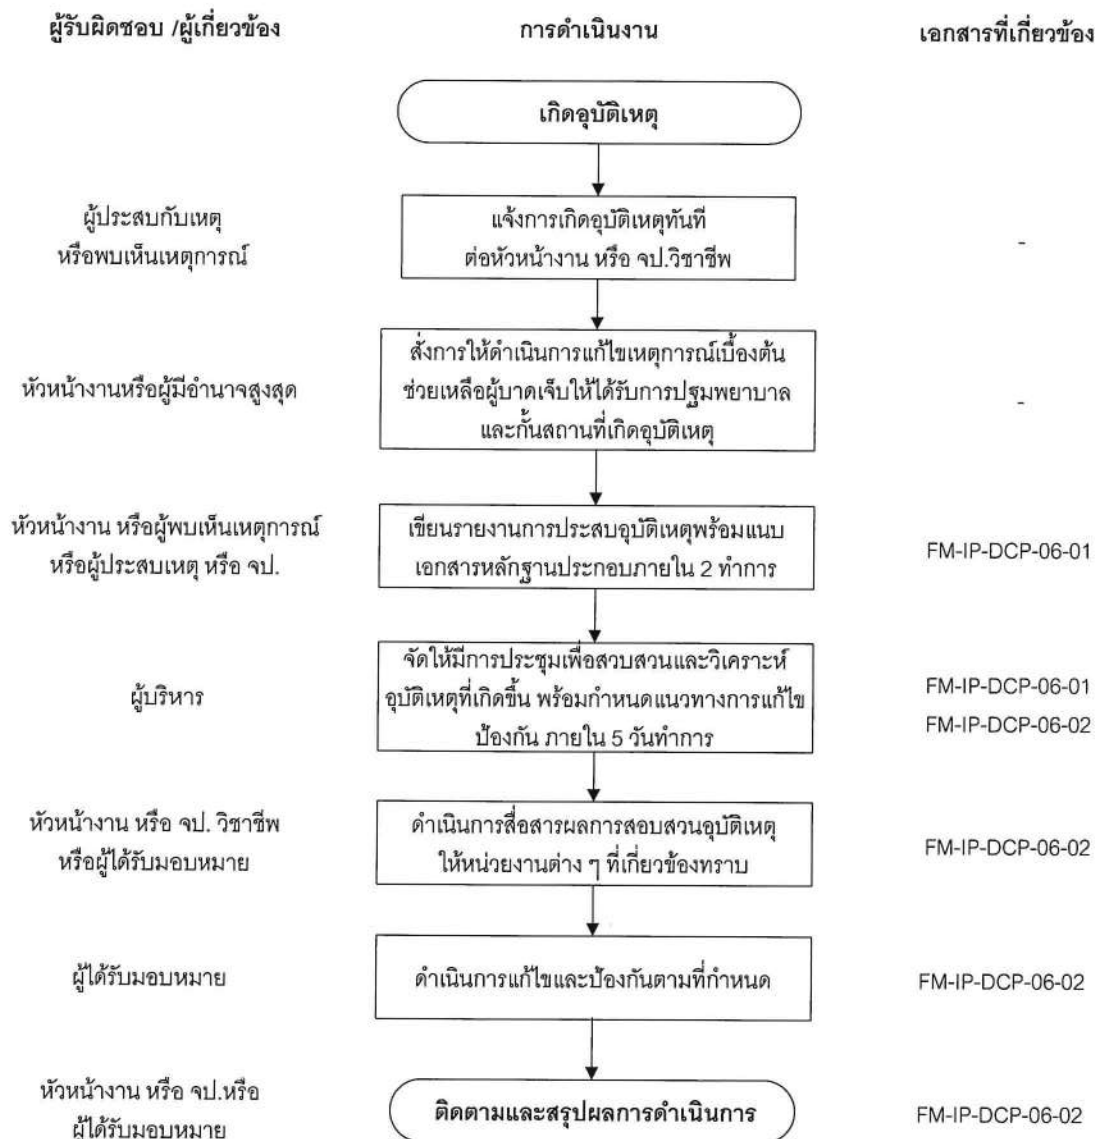 ผู้รับผิดชอบ /ผู้เกี่ยวข้อง
การดำเนินงาน
เอกสารที่เกี่ยวข้อง
เกิดอุบัติเหตุ
ผู้ประสบกับเหตุ
หรือพบเห็นเหตุการณ์
แจ้งการเกิดอุบัติเหตุทันที
ต่อหัวหน้างาน หรือ จป.วิชาชีพ
-
หัวหน้างานหรือผู้มีอำนาจสูงสุด
สั่งการให้ดำเนินการแก้ไขเหตุการณ์เบื้องต้น
ช่วยเหลือผู้บาดเจ็บให้ได้รับการปฐมพยาบาล
และกั้นสถานที่เกิดอุบัติเหตุ
-
หัวหน้างาน หรือผู้พบเห็นเหตุการณ์
หรือผู้ประสบเหตุ หรือ จป.
เขียนรายงานการประสบอุบัติเหตุพร้อมแนบ
เอกสารหลักฐานประกอบภายใน 2 ทำการ
FM-IP-DCP-06-01
ผู้บริหาร
จัดให้มีการประชุมเพื่อสวบสวนและวิเคราะห์
อุบัติเหตุที่เกิดขึ้น พร้อมกำหนดแนวทางการแก้ไข
ป้องกัน ภายใน 5 วันทำการ
FM-IP-DCP-06-01
FM-IP-DCP-06-02
หัวหน้างาน หรือ จป. วิชาชีพ
หรือผู้ได้รับมอบหมาย
ดำเนินการสื่อสารผลการสอบสวนอุบัติเหตุ
ให้หน่วยงานต่าง ๆ ที่เกี่ยวข้องทราบ
FM-IP-DCP-06-02
ผู้ได้รับมอบหมาย
ดำเนินการแก้ไขและป้องกันตามที่กำหนด
FM-IP-DCP-06-02
หัวหน้างาน หรือ จป.หรือ
ผู้ได้รับมอบหมาย
ติดตามและสรุปผลการดำเนินการ
FM-IP-DCP-06-02